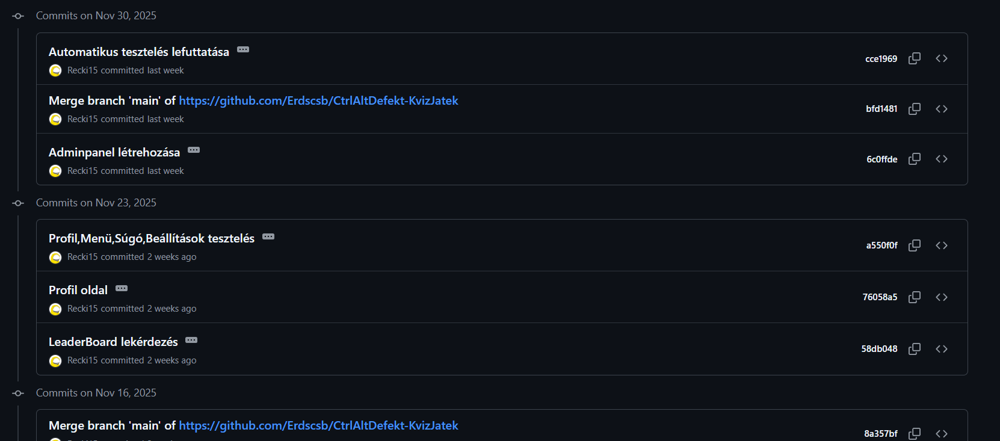 Commits on Nov 30, 2025
Automatikus tesztelés lefuttatása
Recki15 committed last week
cce1969
Merge branch 'main' of https://github.com/Erdscsb/CtrlAltDefekt-KvizJatek
Recki15 committed last week
bfd1481
Adminpanel létrehozása
Recki15 committed last week
6c0ffde
Commits on Nov 23, 2025
Profil,Menü,Súgó,Beállítások tesztelés
Recki15 committed 2 weeks ago
a550f0f
Profil oldal
Recki15 committed 2 weeks ago
76058a5
LeaderBoard lekérdezés
Recki15 committed 2 weeks ago
58db048
Commits on Nov 16, 2025
Merge branch 'main' of https://github.com/Erdscsb/CtrlAltDefekt-KvizJatek
8a357bf